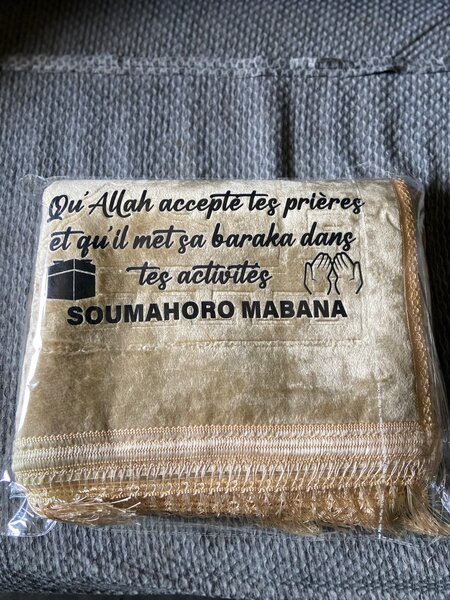 Qu'Allah accepte tes prières
et qu'il met sa baraka dans
tes activités
SOUMAHORO MABANA